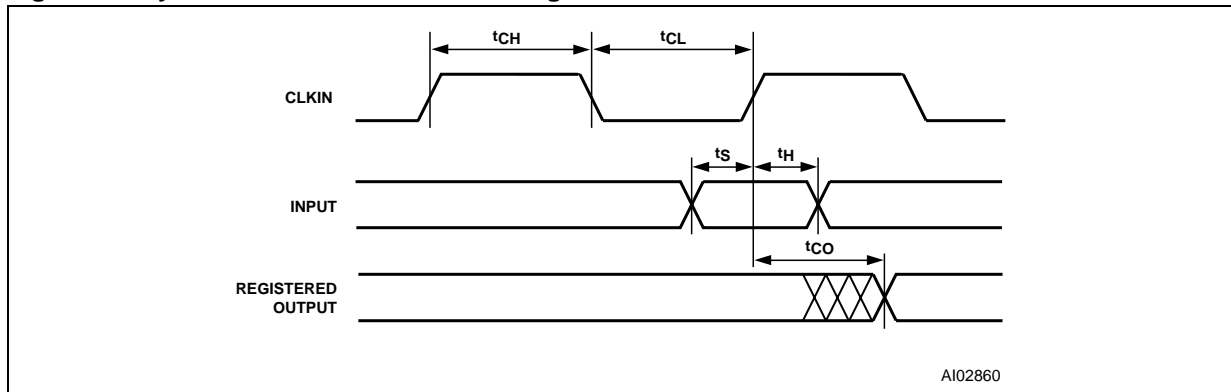 tCH
tCL
CLKIN
tS
tH
INPUT
tCO
REGISTERED
OUTPUT
AI02860